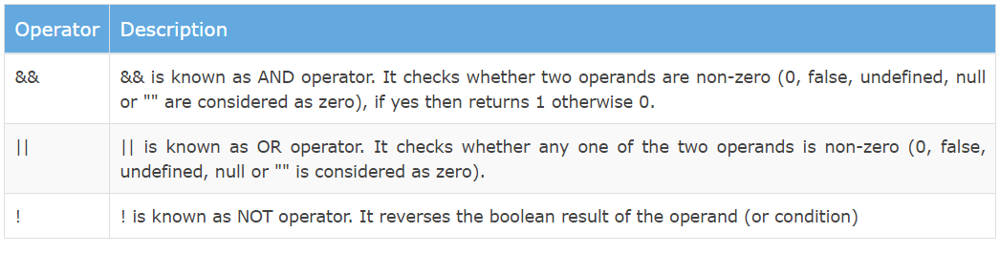 Operator Description
&& && is known as AND operator. It checks whether two operands are non-zero (0, false, undefined, null
or "" are considered as zero), if yes then returns 1 otherwise 0.
|| || is known as OR operator. It checks whether any one of the two operands is non-zero (0, false,
undefined, null or "" is considered as zero).
! ! is known as NOT operator. It reverses the boolean result of the operand (or condition)